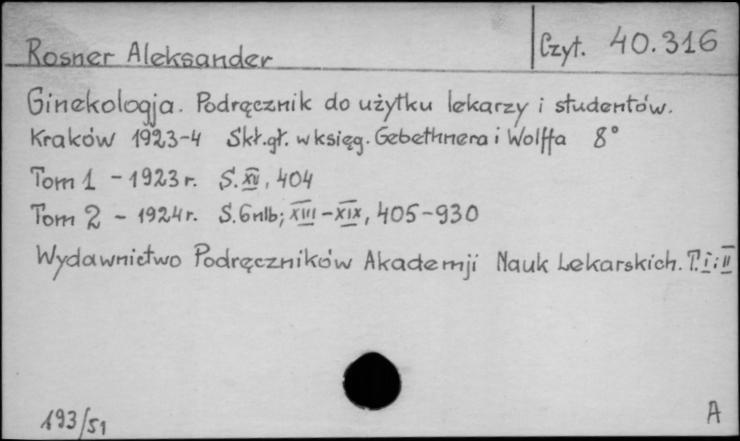 Rosner Aleksander
Czyt. 40.316
Ginekologja. Podręcznik do użytku lekarzy i studentów.
Kraków 1923-4 Skł.gł. w księg. Gebethnera i Wolffa 8°
Tom 1 - 1923 r. S. XV, 404
Tom 2 - 1924 r. S. 6nlb; XIII-XIX, 405-930
Wydawnictwo Podręczników Akademji Nauk Lekarskich. T. I i II
193/51
A